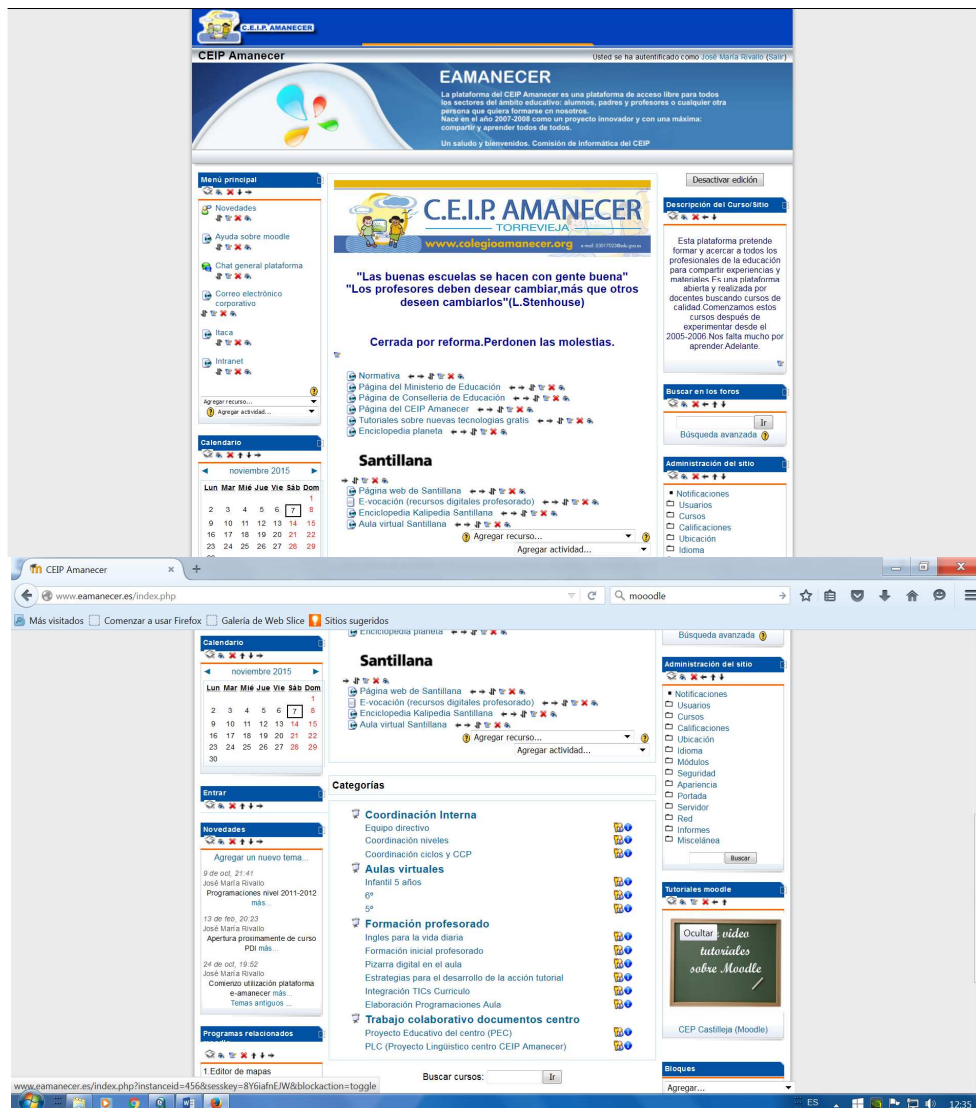 C.E.I.P. AMANECER
CEIP Amanecer
Usted se ha autentificado como José María Rivallo (Salir)
EAMANECER
La plataforma del CEIP Amanecer es una plataforma de acceso libre para todos
los sectores del ámbito educativo: alumnos, padres y profesores o cualquier otra
persona que quiera formarse cn nosotros.
Nace en el año 2007-2008 como un proyecto innovador y con una máxima:
compartir y aprender todos de todos.
Un saludo y bienvenidos. Comisión de Informática del CEIP
Menú principal
Novedades
Ayuda sobre moodle
Chat general plataforma
Correo electrónico
corporativo
Itaca
Intranet
Agregar recurso...
Agregar actividad...
Calendario
noviembre 2015
Lun Mar Mié Jue Vie Sáb Dom
1
2 3 4 5 6 7 8
9 10 11 12 13 14 15
16 17 18 19 20 21 22
23 24 25 26 27 28 29
C.E.I.P. AMANECER
TORREVIEJA
www.colegioamanecer.org
"Las buenas escuelas se hacen con gente buena"
"Los profesores deben desear cambiar,más que otros
deseen cambiarlos"(L.Stenhouse)
Cerrada por reforma.Perdonen las molestias.
Normativa
Página del Ministerio de Educación
Página de Conselleria de Educación
Página del CEIP Amanecer
Tutoriales sobre nuevas tecnologias gratis
Enciclopedia planeta
Santillana
Página web de Santillana
E-vocación (recursos digitales profesorado)
Enciclopedia Kalipedia Santillana
Aula virtual Santillana
Agregar recurso...
Agregar actividad...
Desactivar edición
Descripción del Curso/Sitio
Esta plataforma pretende
formar y acercar a todos los
profesionales de la educación
para compartir experiencias y
materiales.Es una plataforma
abierta y realizada por
docentes buscando cursos de
calidad.Comenzamos estos
cursos después de
experimentar desde el
2005-2006.Nos falta mucho por
aprender.Adelante.
Buscar en los foros
Ir
Búsqueda avanzada
Administración del sitio
Notificaciones
Usuarios
Cursos
Calificaciones
Ubicación
Idioma
CEIP Amanecer
www.eamanecer.es/index.php
mooodle
Más visitados Comenzar a usar Firefox Galería de Web Slice Sitios sugeridos
Calendario
noviembre 2015
Lun Mar Mié Jue Vie Sáb Dom
1
2 3 4 5 6 7 8
9 10 11 12 13 14 15
16 17 18 19 20 21 22
23 24 25 26 27 28 29
30
Entrar
Novedades
Agregar un nuevo tema...
9 de oct, 21:41
José María Rivallo
Programaciones nivel 2011-2012
más...
13 de feb, 20:23
José María Rivallo
Apertura proximamente de curso
PDI más...
24 de oct, 19:52
José María Rivallo
Comienzo utilización plataforma
e-amanecer más...
Temas antiguos ...
Programas relacionados
1.Editor de mapas
Enciclopedia planeta
Santillana
Página web de Santillana
E-vocación (recursos digitales profesorado)
Enciclopedia Kalipedia Santillana
Aula virtual Santillana
Agregar recurso...
Agregar actividad...
Categorías
Coordinación Interna
Equipo directivo
Coordinación niveles
Coordinación ciclos y CCP
Aulas virtuales
Infantil 5 años
6º
5º
Formación profesorado
Ingles para la vida diaria
Formación inicial profesorado
Pizarra digital en el aula
Estrategias para el desarrollo de la acción tutorial
Integración TICs Curriculo
Elaboración Programaciones Aula
Trabajo colaborativo documentos centro
Proyecto Educativo del centro (PEC)
PLC (Proyecto Lingüistico centro CEIP Amanecer)
Buscar cursos:
Ir
Búsqueda avanzada
Administración del sitio
Notificaciones
Usuarios
Cursos
Calificaciones
Ubicación
Idioma
Módulos
Seguridad
Apariencia
Portada
Servidor
Red
Informes
Miscelánea
Buscar
Tutoriales moodle
Ocultar
video
tutoriales
sobre Moodle
CEP Castilleja (Moodle)
Bloques
Agregar...
www.eamanecer.es/index.php?instanceid=456&sesskey=8Y6iafnEJW&blockaction=toggle
ES
12:35